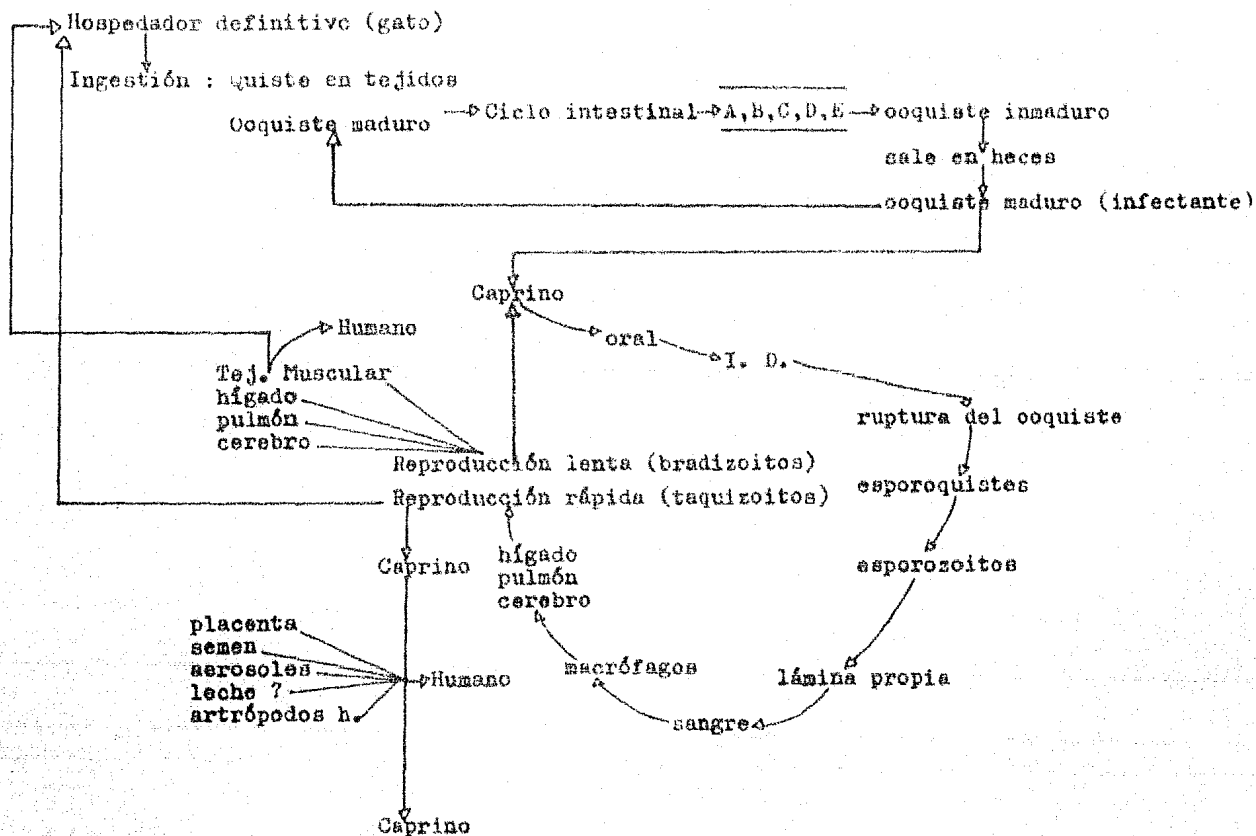 Hospedador definitivo (gato)
Ingestión : Quiste en tejidos
Ooquiste maduro
Ciclo intestinal
A,B,C,D,E
ooquiste inmaduro
sale en heces
ooquiste maduro (infectante)
Caprino
Humano
oral
I. D.
Tej. Muscular
hígado
pulmón
cerebro
ruptura del ooquiste
Reproducción lenta (bradizoitos)
Reproducción rápida (taquizoitos)
esporoquistes
Caprino
hígado
pulmón
cerebro
esporozoitos
placenta
semen
aerosoles
leche ?
artrópodos h.
Humano
macrófagos
lámina propia
sangre
Caprino